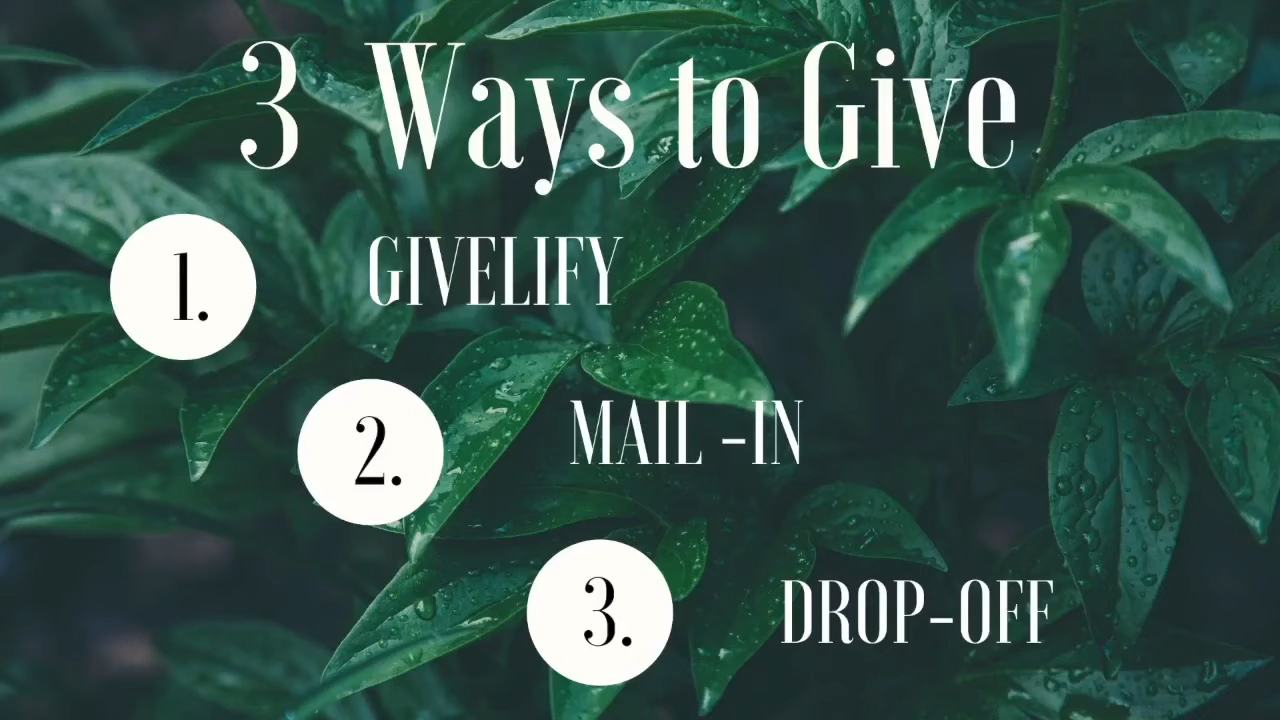 3 Ways to Give
1. GIVELIFY
2. MAIL -IN
3. DROP-OFF